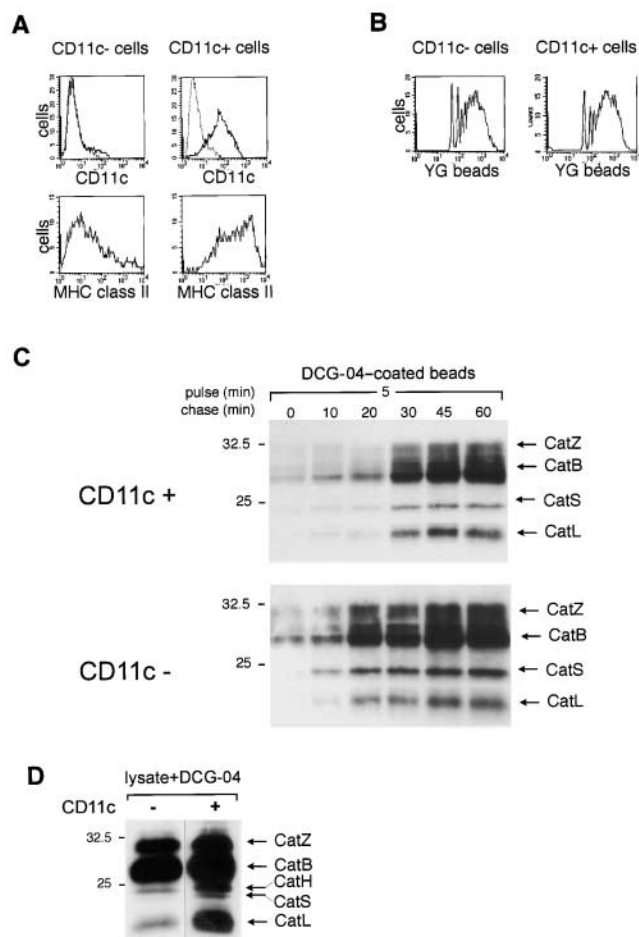 A
CD11c- cells
CD11c+ cells
cells
CD11c
CD11c
cells
MHC class II
MHC class II
B
CD11c- cells
CD11c+ cells
cells
YG beads
YG beads
C
DCG-04-coated beads
pulse (min) 5
chase (min) 0 10 20 30 45 60
CD11c +
32.5 -
25 -
CatZ
CatB
CatS
CatL
CD11c -
32.5 -
25 -
CatZ
CatB
CatS
CatL
D
lysate+DCG-04
CD11c - +
32.5 -
25 -
CatZ
CatB
CatH
CatS
CatL